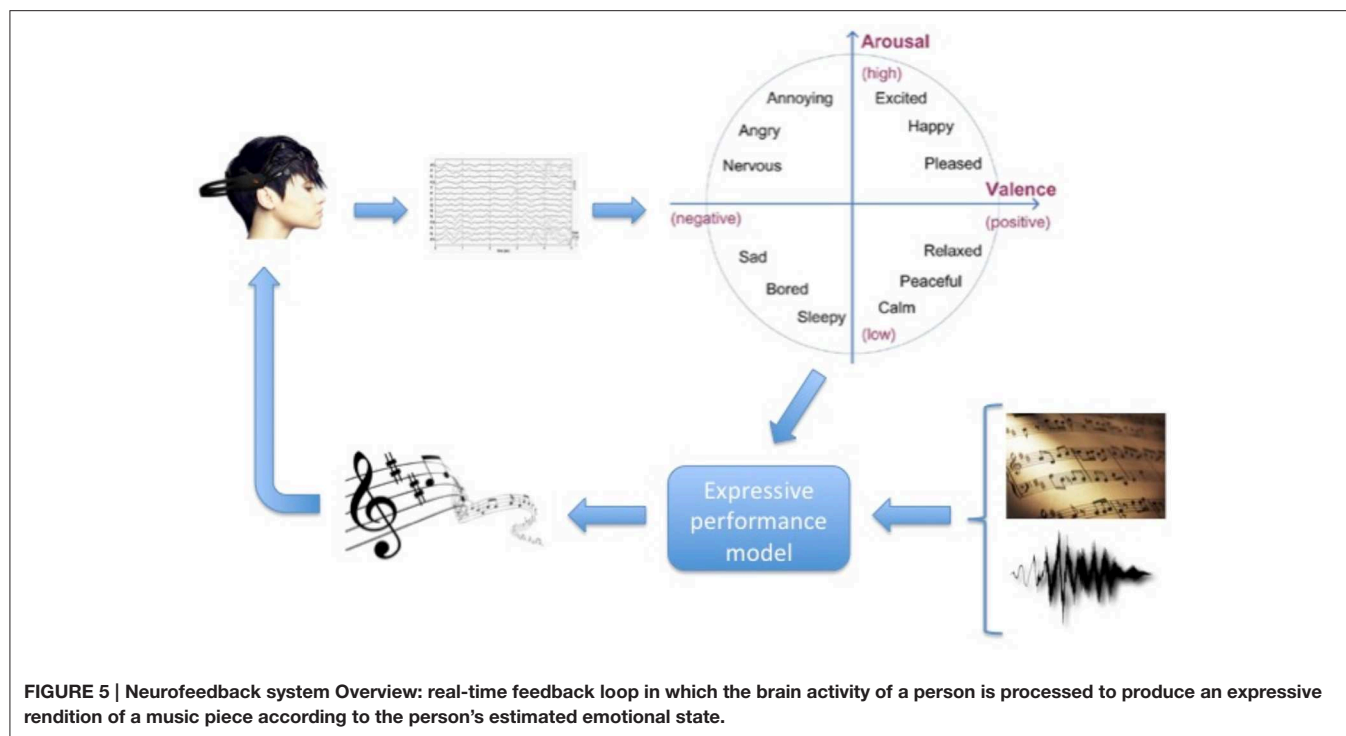 Arousal
(high)
Annoying
Excited
Angry
Happy
Nervous
Pleased
Valence
(negative)
(positive)
Sad
Relaxed
Bored
Peaceful
Sleepy
Calm
(low)
Expressive
performance
model
FIGURE 5 | Neurofeedback system Overview: real-time feedback loop in which the brain activity of a person is processed to produce an expressive
rendition of a music piece according to the person's estimated emotional state.